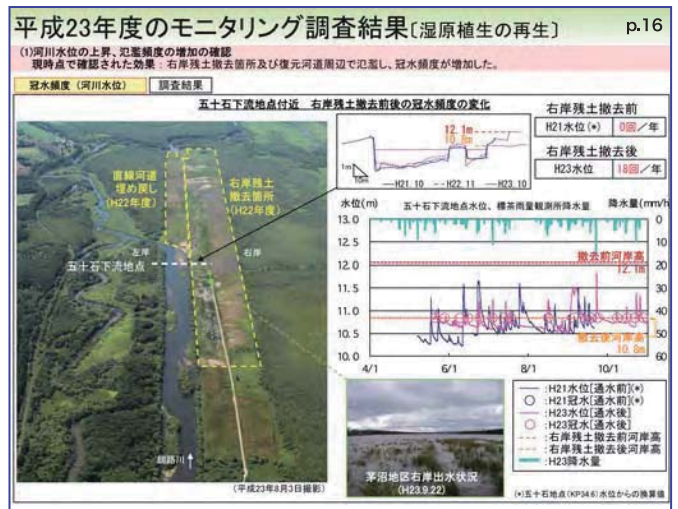 平成23年度のモニタリング調査結果〔湿原植生の再生〕
p.16
(1)河川水位の上昇、氾濫頻度の増加の確認
現時点で確認された効果：右岸残土撤去箇所及び復元河道周辺で氾濫し、冠水頻度が増加した。
冠水頻度（河川水位）
調査結果
五十石下流地点付近　右岸残土撤去前後の冠水頻度の変化
直線河道
埋め戻し
(H22年度)
右岸残土
撤去箇所
(H22年度)
左岸
右岸
五十石下流地点
釧路川
(平成23年8月3日撮影)
12.1m
10.8m
1m
10m
H21.10
H22.11
H23.10
右岸残土撤去前
H21水位(*)
0回／年
右岸残土撤去後
H23水位
18回／年
水位(m)
五十石下流地点水位、標茶雨量観測所降水量
降水量(mm/h)
13.0
12.5
12.0
11.5
11.0
10.5
10.0
0
10
20
30
40
50
60
撤去前河岸高
12.1m
撤去後河岸高
10.8m
4/1
6/1
8/1
10/1
茅沼地区右岸出水状況
(H23.9.22)
:H21水位[通水前](*)
:H21冠水[通水前](*)
:H23水位[通水後]
:H23冠水[通水後]
:右岸残土撤去前河岸高
:右岸残土撤去後河岸高
:H23降水量
(*)五十石地点(KP34.6)水位からの換算値